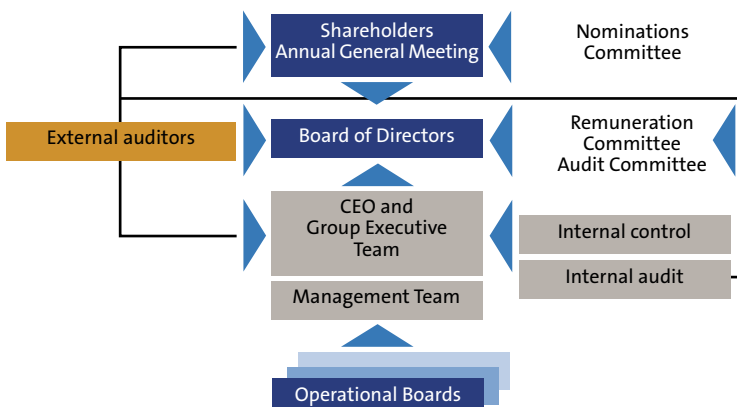 Shareholders
Annual General Meeting
Nominations
Committee
External auditors
Board of Directors
Remuneration
Committee
Audit Committee
CEO and
Group Executive
Team
Internal control
Internal audit
Management Team
Operational Boards